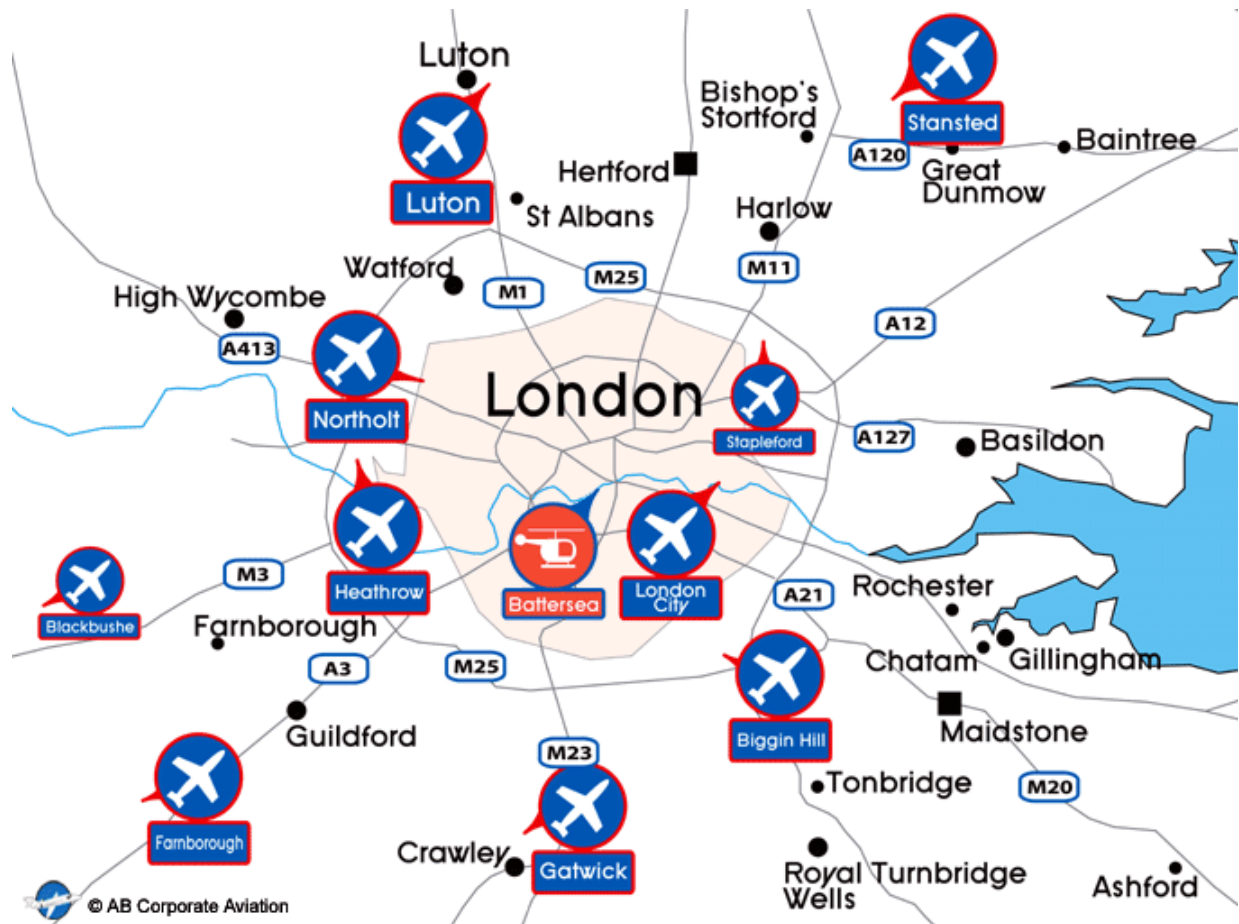 Luton
Bishop's
Stortford
Stansted
A120
Baintree
Great
Dunmow
Hertford
Luton
St Albans
Harlow
Watford
M25
M11
M1
High Wycombe
A413
A12
Northolt
London
Stapleford
A127
Basildon
Heathrow
Battersea
London
City
M3
Blackbushe
Farnborough
A3
M25
A21
Rochester
Chatam
Gillingham
Guildford
Biggin Hill
Maidstone
M23
Tonbridge
M20
Farnborough
Crawley
Gatwick
Royal Turnbridge
Wells
Ashford
© AB Corporate Aviation